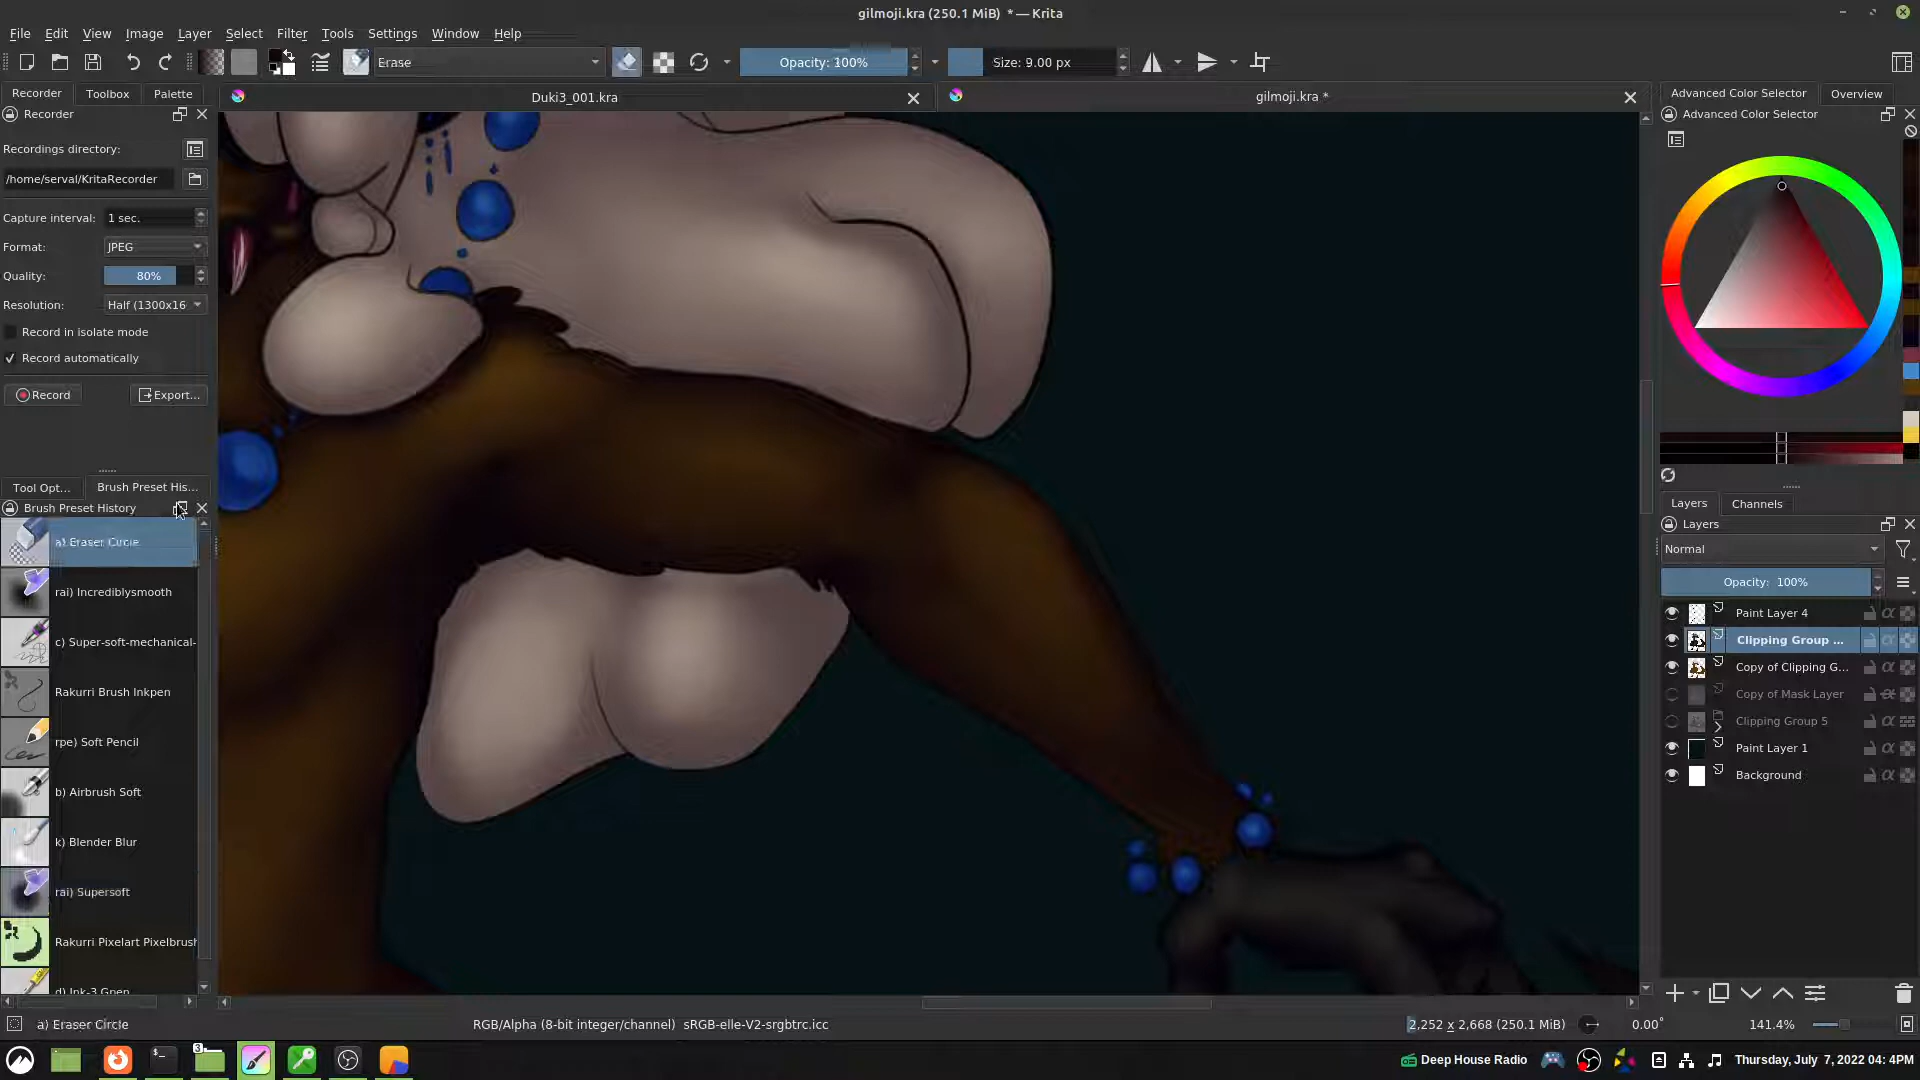 gilmoji.kra (250.1 MiB) * — Krita
File Edit View Image Layer Select Filter Tools Settings Window Help
Erase
Opacity: 100%
Size: 9.00 px
Recorder Toolbox Palette
Duki3_001.kra
gilmoji.kra *
Advanced Color Selector Overview
Recorder
Advanced Color Selector
Recordings directory:
/home/serval/KritaRecorder
Capture interval: 1 sec.
Format: JPEG
Quality: 80%
Resolution: Half (1300x16
Record in isolate mode
Record automatically
Record Export...
Tool Opt... Brush Preset His...
Brush Preset History
a) Eraser Circle
rai) Incrediblysmooth
c) Super-soft-mechanical-
Rakurri Brush Inkpen
rpe) Soft Pencil
b) Airbrush Soft
k) Blender Blur
rai) Supersoft
Rakurri Pixelart Pixelbrush
d) Ink-3 Gpen
Layers Channels
Layers
Normal
Opacity: 100%
Paint Layer 4
Clipping Group ...
Copy of Clipping G...
Copy of Mask Layer
Clipping Group 5
Paint Layer 1
Background
a) Eraser Circle
RGB/Alpha (8-bit integer/channel) sRGB-elle-V2-srgbtrc.icc
2,252 x 2,668 (250.1 MiB)
0.00°
141.4%
3
Deep House Radio
Thursday, July 7, 2022 04: 4PM